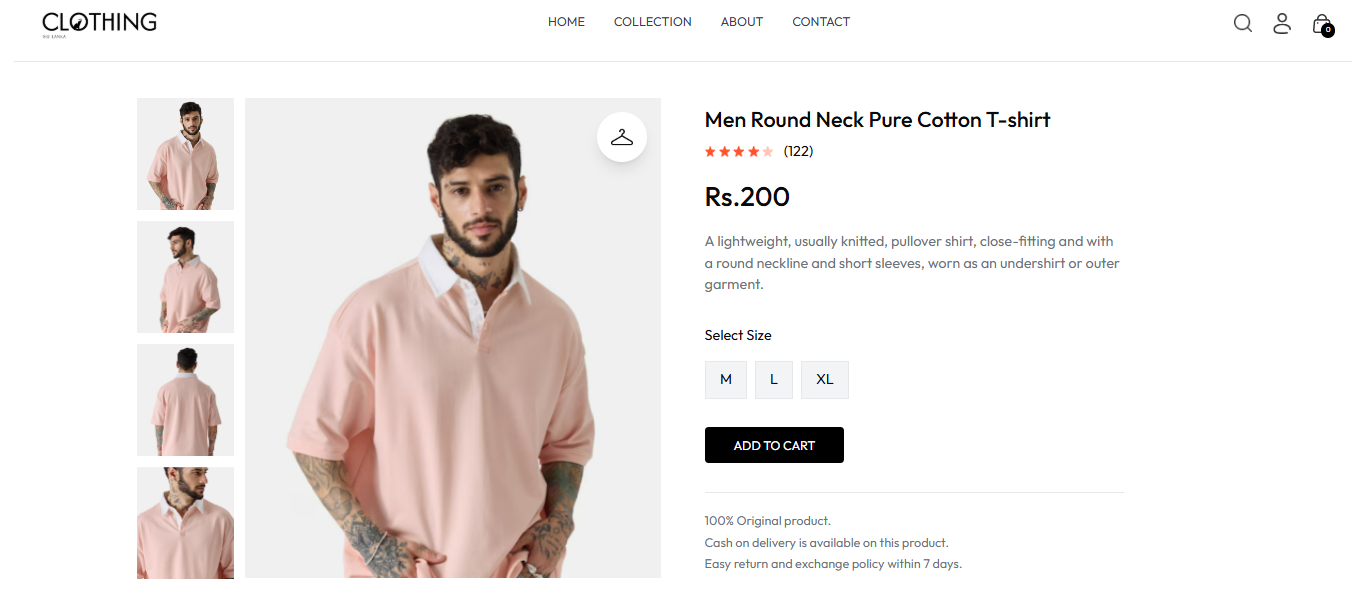 CLOTHING
SRI LANKA
HOME COLLECTION ABOUT CONTACT
0
Men Round Neck Pure Cotton T-shirt
(122)
Rs.200
A lightweight, usually knitted, pullover shirt, close-fitting and with
a round neckline and short sleeves, worn as an undershirt or outer
garment.
Select Size
M L XL
ADD TO CART
100% Original product.
Cash on delivery is available on this product.
Easy return and exchange policy within 7 days.